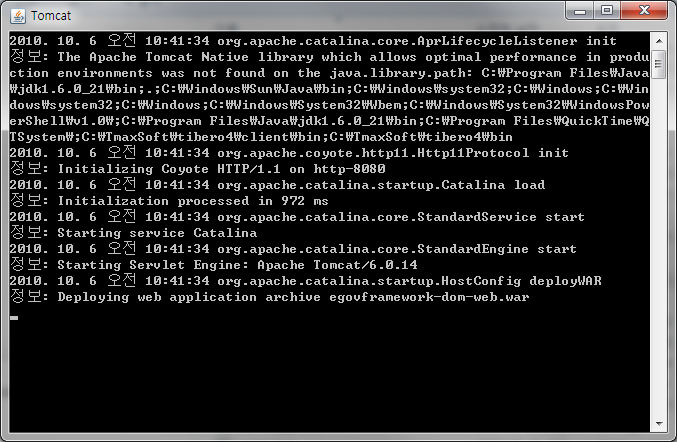 Tomcat
2010. 10. 6 오전 10:41:34 org.apache.catalina.core.AprLifecycleListener init
정보: The Apache Tomcat Native library which allows optimal performance in produ
ction environments was not found on the java.library.path: C:₩Program Files₩Java
₩jdk1.6.0_21₩bin;.;C:₩Windows₩Sun₩Java₩bin;C:₩Windows₩system32;C:₩Windows;C:₩Win
dows₩system32;C:₩Windows;C:₩Windows₩System32₩Wbem;C:₩Windows₩System32₩WindowsPow
erShell₩v1.0₩;C:₩Program Files₩Java₩jdk1.6.0_21₩bin;C:₩Program Files₩QuickTime₩Q
TSystem₩;C:₩TmaxSoft₩tibero4₩client₩bin;C:₩TmaxSoft₩tibero4₩bin
2010. 10. 6 오전 10:41:34 org.apache.coyote.http11.Http11Protocol init
정보: Initializing Coyote HTTP/1.1 on http-8080
2010. 10. 6 오전 10:41:34 org.apache.catalina.startup.Catalina load
정보: Initialization processed in 972 ms
2010. 10. 6 오전 10:41:34 org.apache.catalina.core.StandardService start
정보: Starting service Catalina
2010. 10. 6 오전 10:41:34 org.apache.catalina.core.StandardEngine start
정보: Starting Servlet Engine: Apache Tomcat/6.0.14
2010. 10. 6 오전 10:41:34 org.apache.catalina.startup.HostConfig deployWAR
정보: Deploying web application archive egovframework-dom-web.war